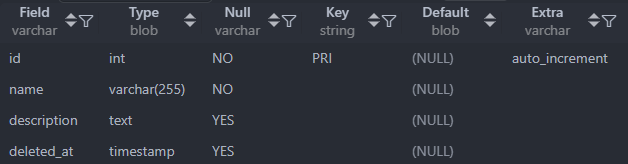 Field Type Null Key Default Extra
varchar blob varchar string blob varchar
id int NO PRI (NULL) auto_increment
name varchar(255) NO (NULL)
description text YES (NULL)
deleted_at timestamp YES (NULL)